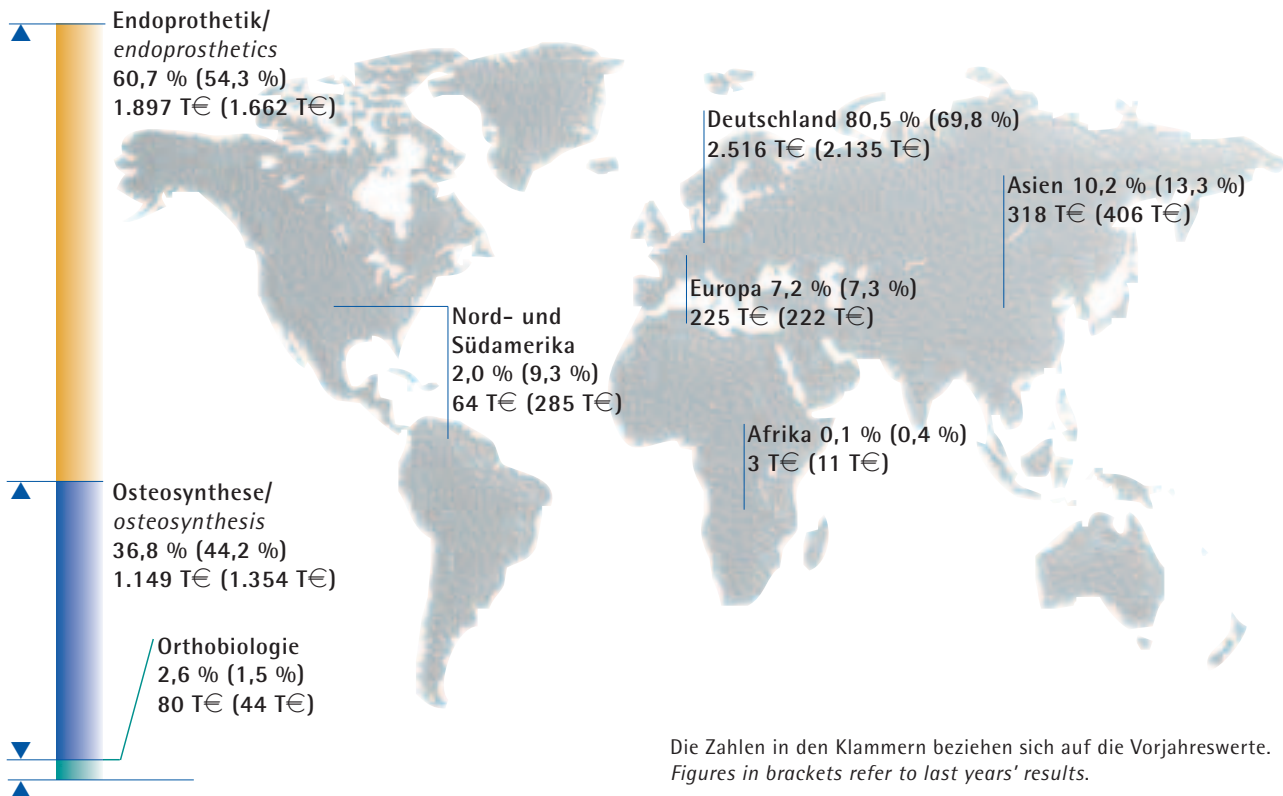 Endoprothetik/
endoprosthetics
60,7 % (54,3 %)
1.897 T€ (1.662 T€)
Osteosynthese/
osteosynthesis
36,8 % (44,2 %)
1.149 T€ (1.354 T€)
Orthobiologie
2,6 % (1,5 %)
80 T€ (44 T€)
Nord- und
Südamerika
2,0 % (9,3 %)
64 T€ (285 T€)
Deutschland 80,5 % (69,8 %)
2.516 T€ (2.135 T€)
Asien 10,2 % (13,3 %)
318 T€ (406 T€)
Europa 7,2 % (7,3 %)
225 T€ (222 T€)
Afrika 0,1 % (0,4 %)
3 T€ (11 T€)
Die Zahlen in den Klammern beziehen sich auf die Vorjahreswerte.
Figures in brackets refer to last years' results.